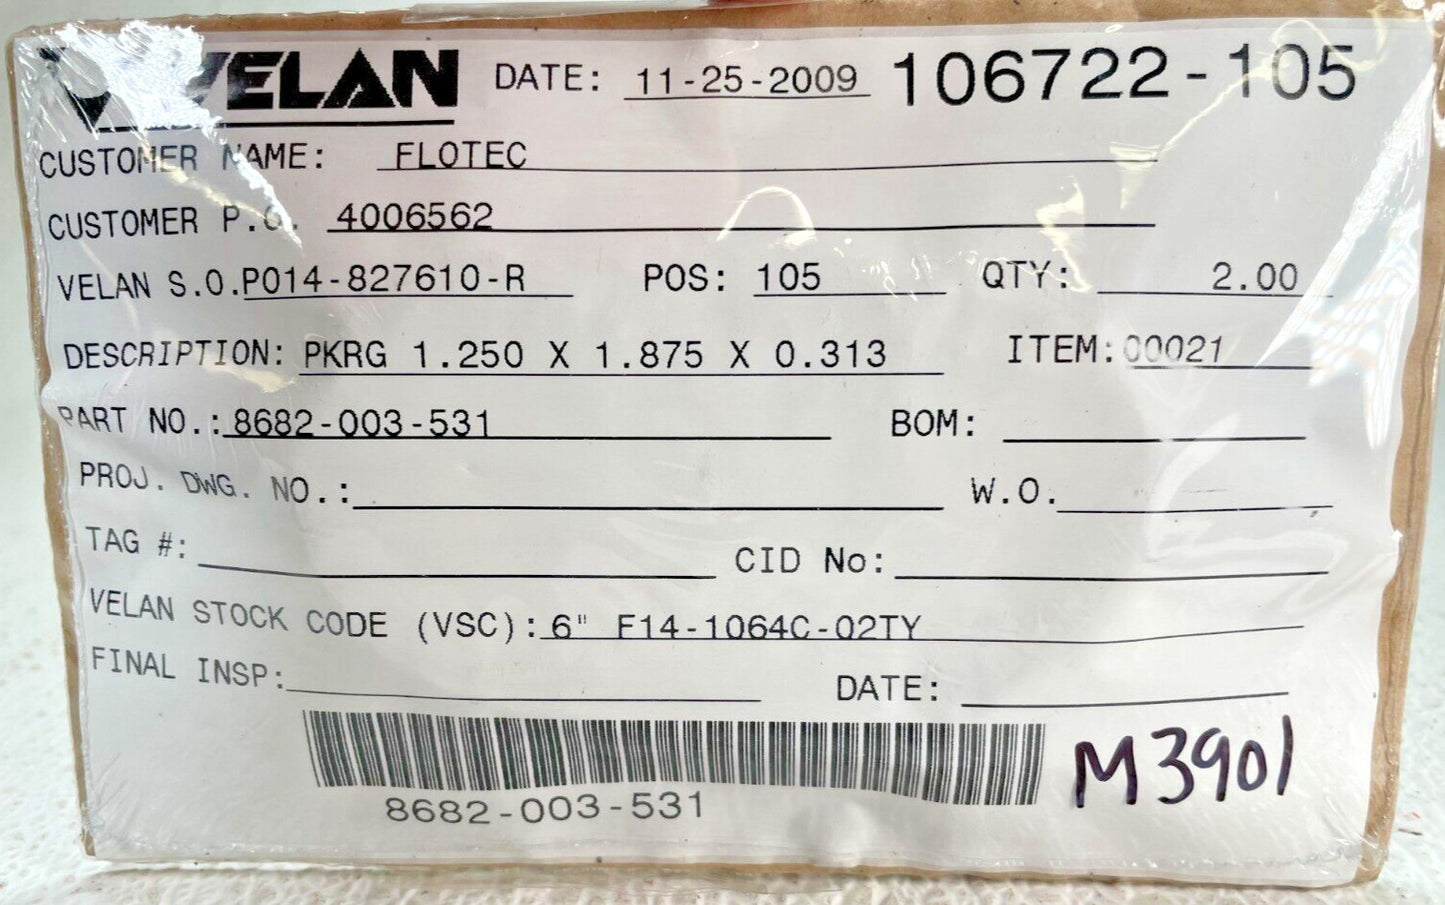 VELAN DATE: 11-25-2009 106722-105
CUSTOMER NAME: FLOTEC
CUSTOMER P.O. 4006562
VELAN S.O. P014-827610-R POS: 105 QTY: 2.00
DESCRIPTION: PKRG 1.250 X 1.875 X 0.313 ITEM: 00021
PART NO.: 8682-003-531 BOM:
PROJ. DWG. NO.: W.O.
TAG #: CID No:
VELAN STOCK CODE (VSC): 6" F14-1064C-02TY
FINAL INSP: DATE:
8682-003-531
M3901